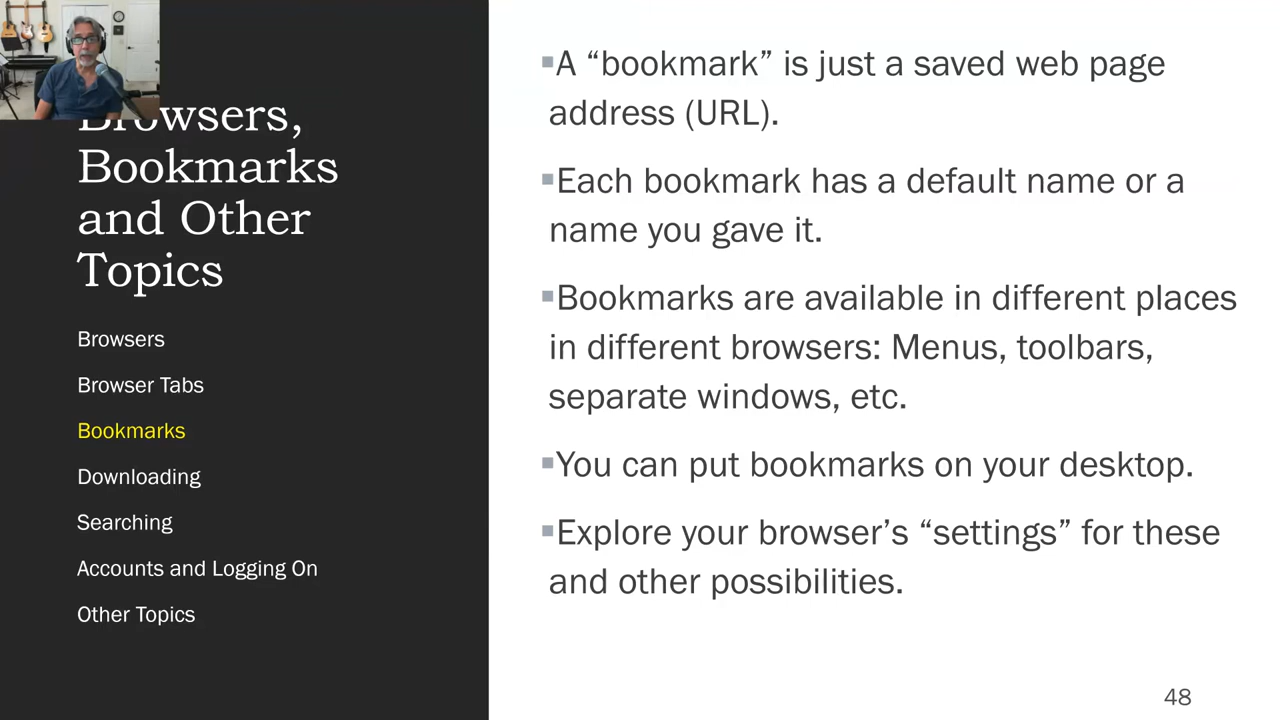 Browsers,
Bookmarks
and Other
Topics
Browsers
Browser Tabs
Bookmarks
Downloading
Searching
Accounts and Logging On
Other Topics
▪A “bookmark” is just a saved web page
address (URL).
▪Each bookmark has a default name or a
name you gave it.
▪Bookmarks are available in different places
in different browsers: Menus, toolbars,
separate windows, etc.
▪You can put bookmarks on your desktop.
▪Explore your browser’s “settings” for these
and other possibilities.
48